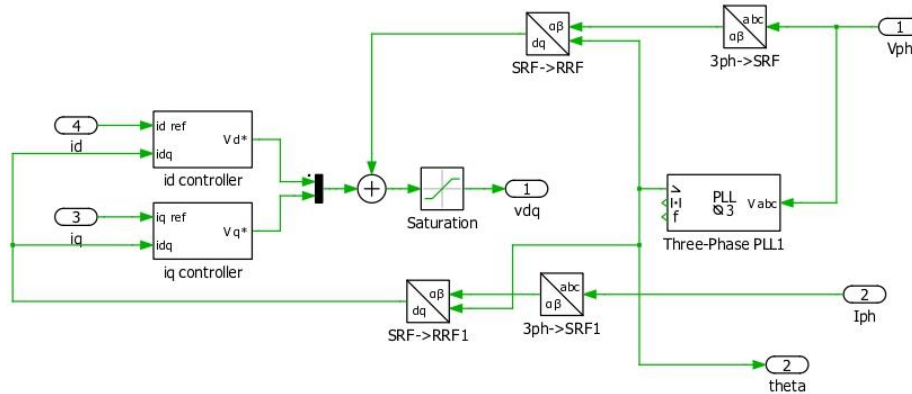 αβ
dq
SRF->RRF
abc
αβ
3ph->SRF
1
Vph
4
id
id ref
idq
Vd*
id controller
3
iq
iq ref
idq
Vq*
iq controller
+
Saturation
1
vdq
∠
|·|
f
PLL
3
V abc
Three-Phase PLL1
αβ
dq
SRF->RRF1
abc
αβ
3ph->SRF1
2
Iph
2
theta